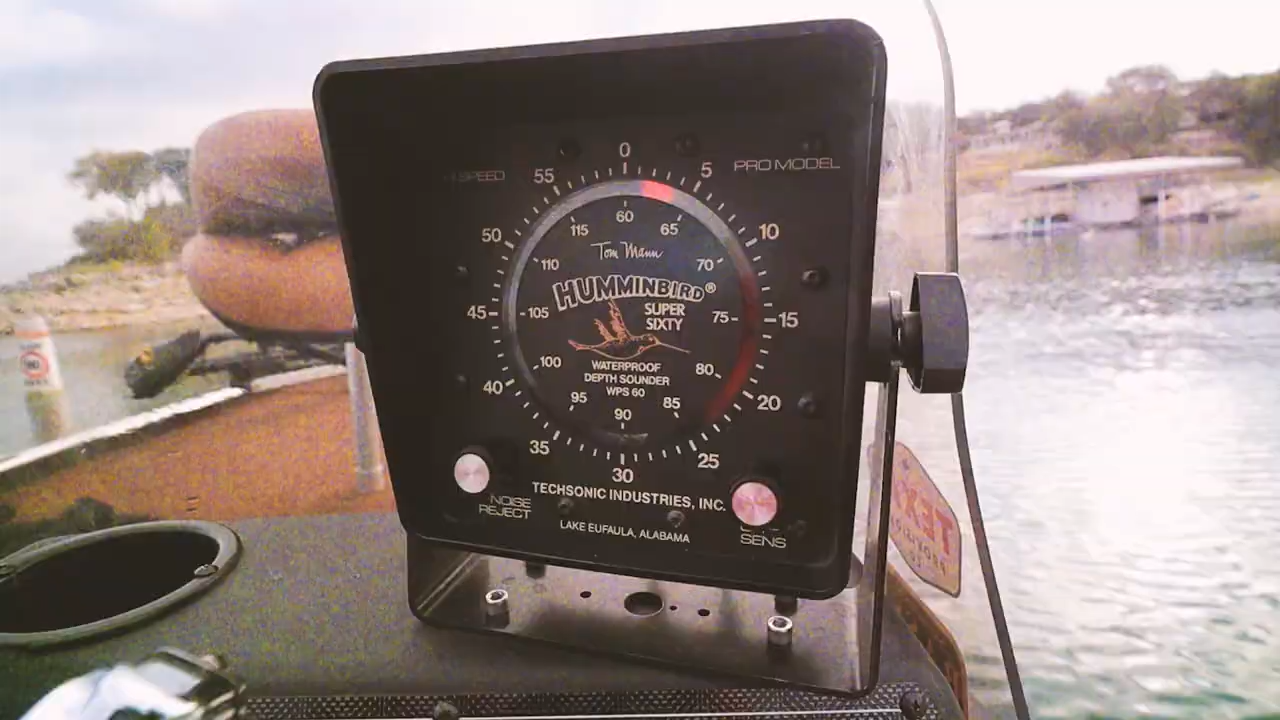 SPEED
PRO MODEL
0
5
10
15
20
25
30
35
40
45
50
55
60
65
70
75
80
85
90
95
100
105
110
115
Tom Mann
HUMMINBIRD®
SUPER
SIXTY
WATERPROOF
DEPTH SOUNDER
WPS 60
TECHSONIC INDUSTRIES, INC.
LAKE EUFAULA, ALABAMA
NOISE
REJECT
SENS